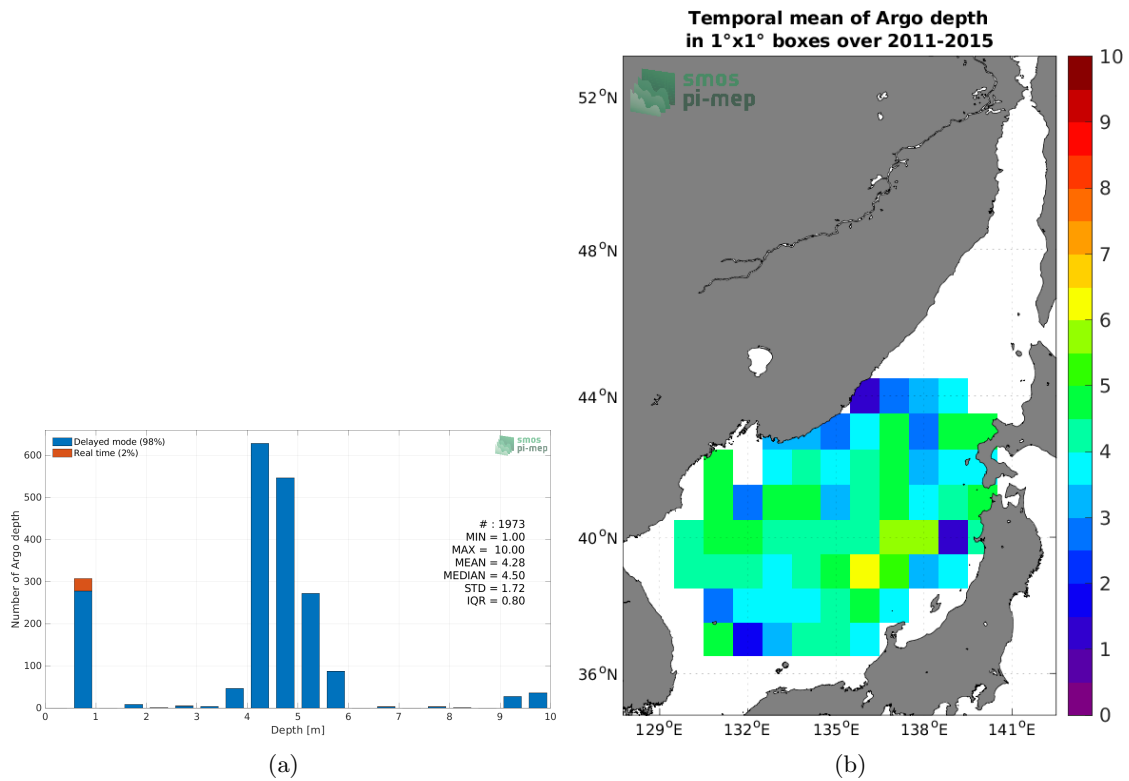 Temporal mean of Argo depth
in 1°x1° boxes over 2011-2015
smos
pi-mep
52°N
48°N
44°N
40°N
36°N
129°E
132°E
135°E
138°E
141°E
10
9
8
7
6
5
4
3
2
1
0
(b)
Delayed mode (98%)
Real time (2%)
smos
pi-mep
# : 1973
MIN = 1.00
MAX = 10.00
MEAN = 4.28
MEDIAN = 4.50
STD = 1.72
IQR = 0.80
Number of Argo depth
600
500
400
300
200
100
0
0 1 2 3 4 5 6 7 8 9 10
Depth [m]
(a)